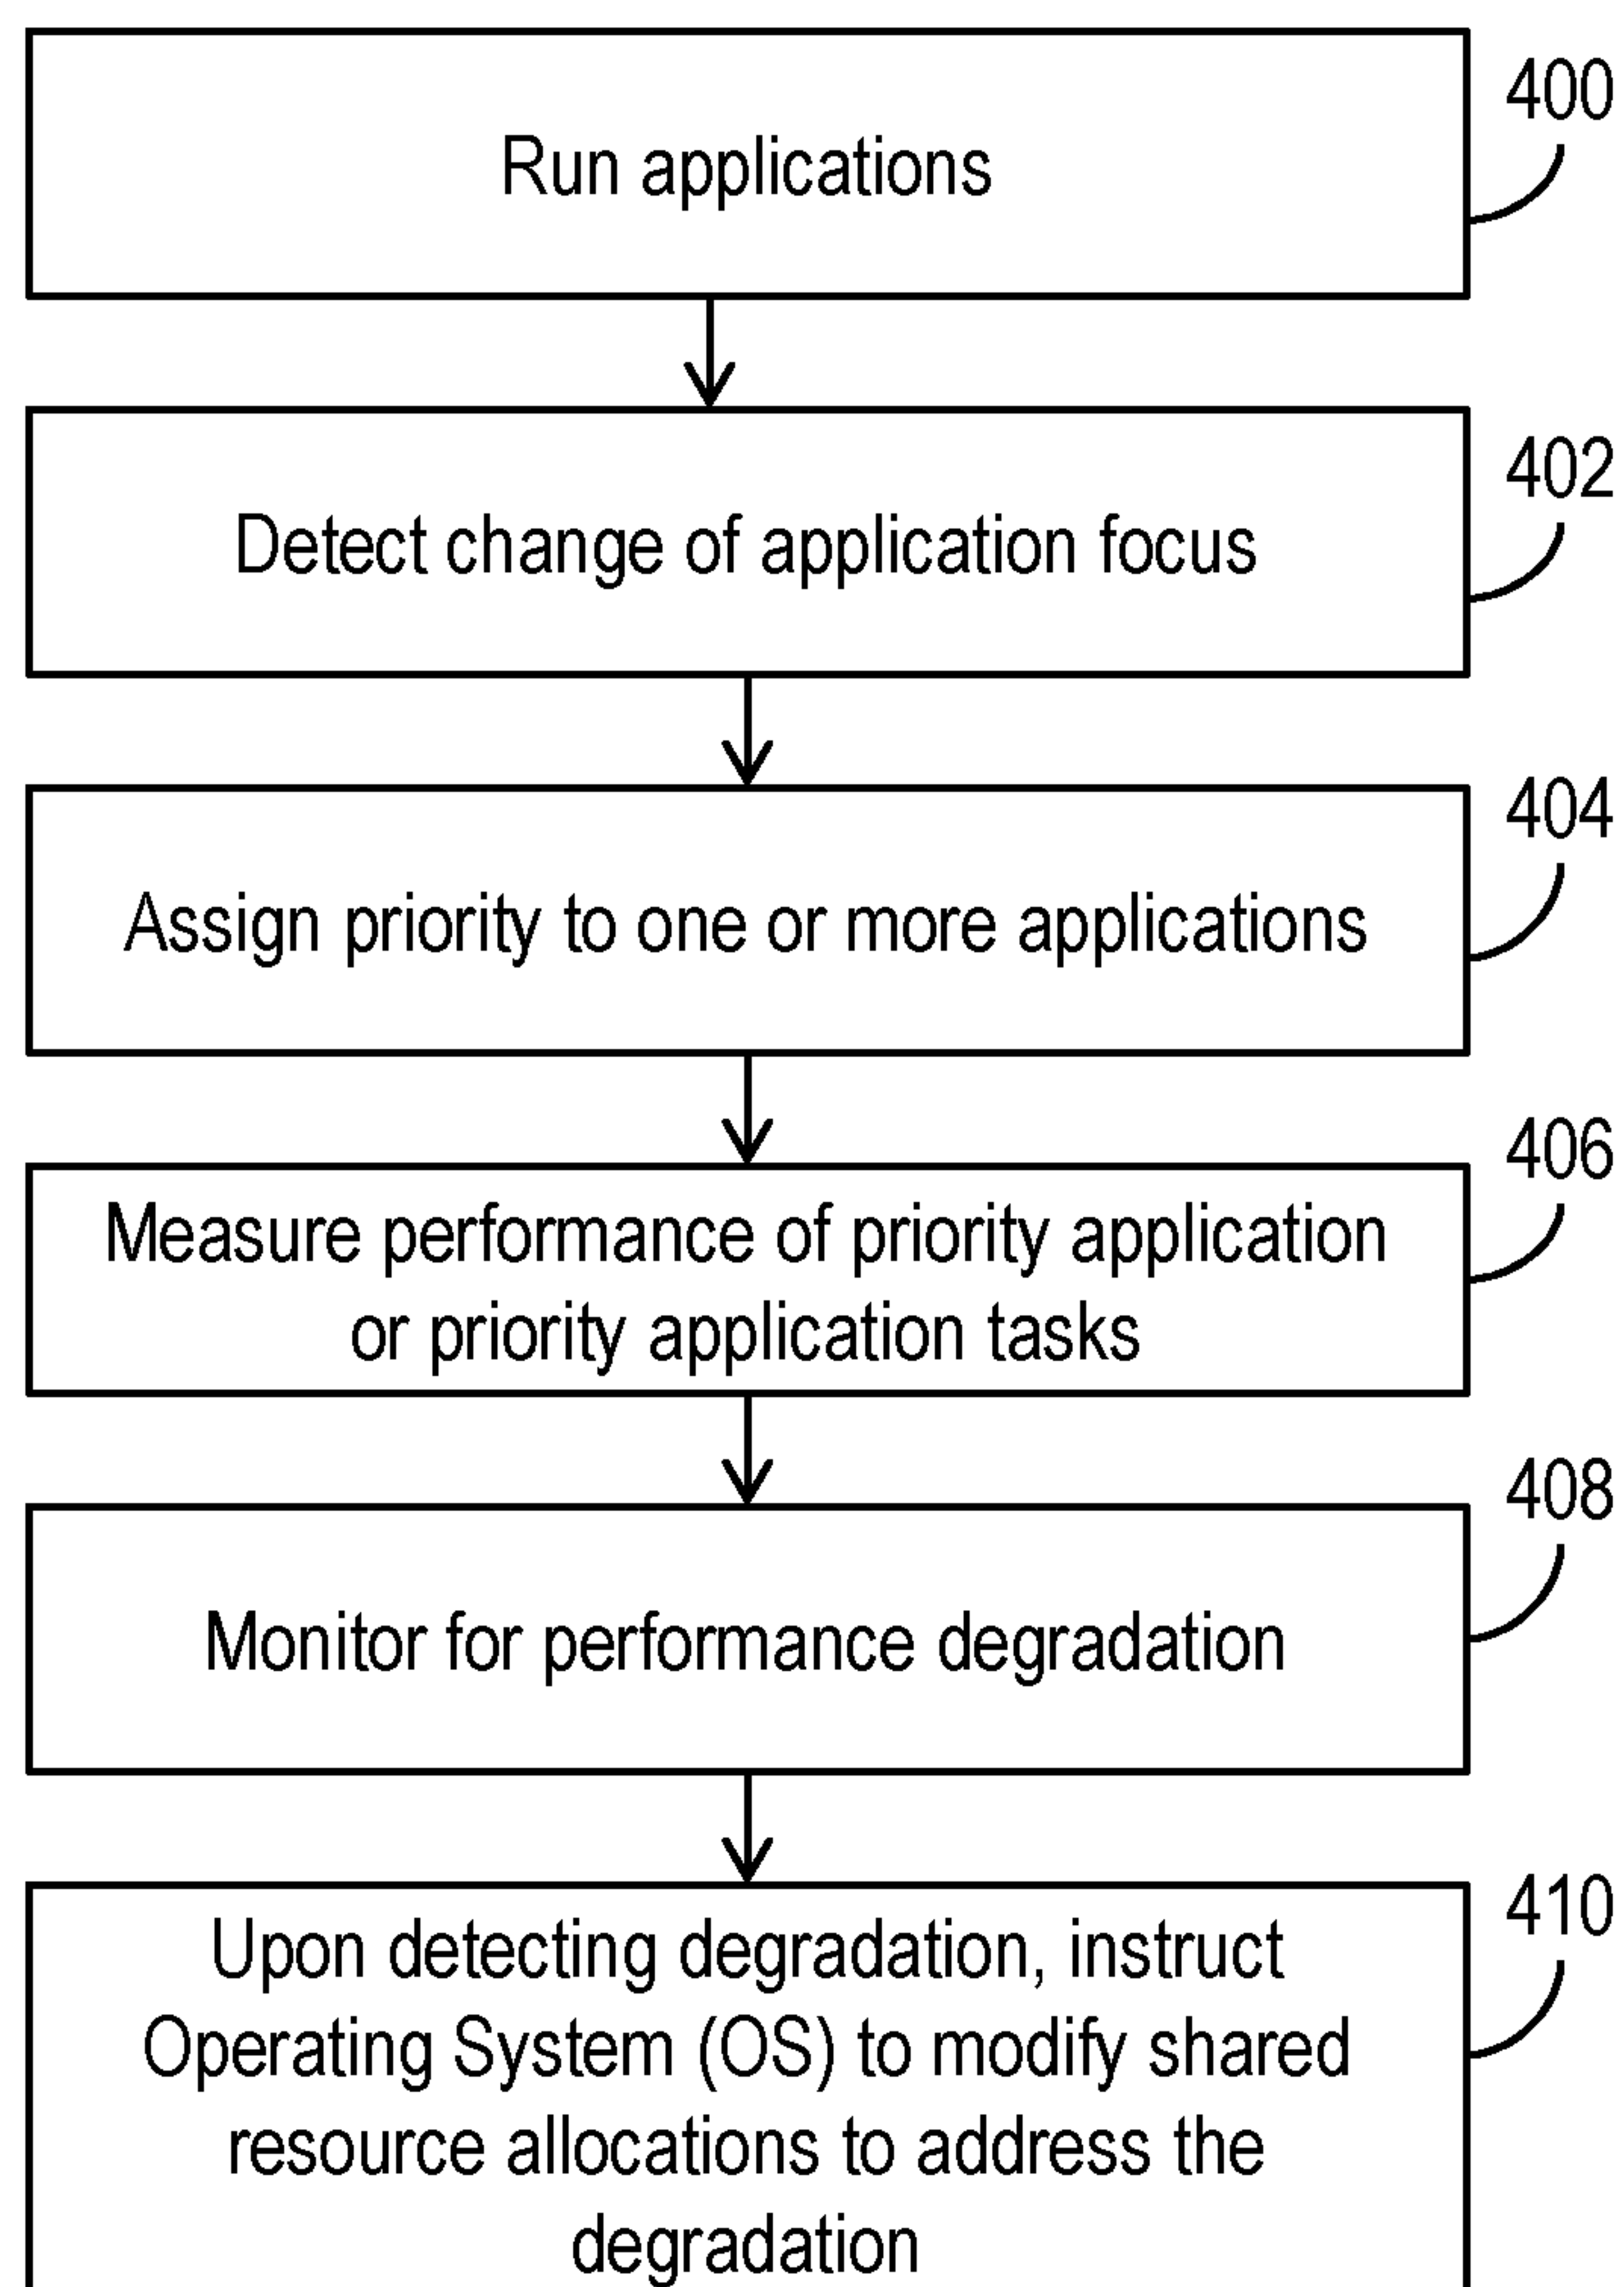 400
Run applications
402
Detect change of application focus
404
Assign priority to one or more applications
406
Measure performance of priority application
or priority application tasks
408
Monitor for performance degradation
410
Upon detecting degradation, instruct
Operating System (OS) to modify shared
resource allocations to address the
degradation